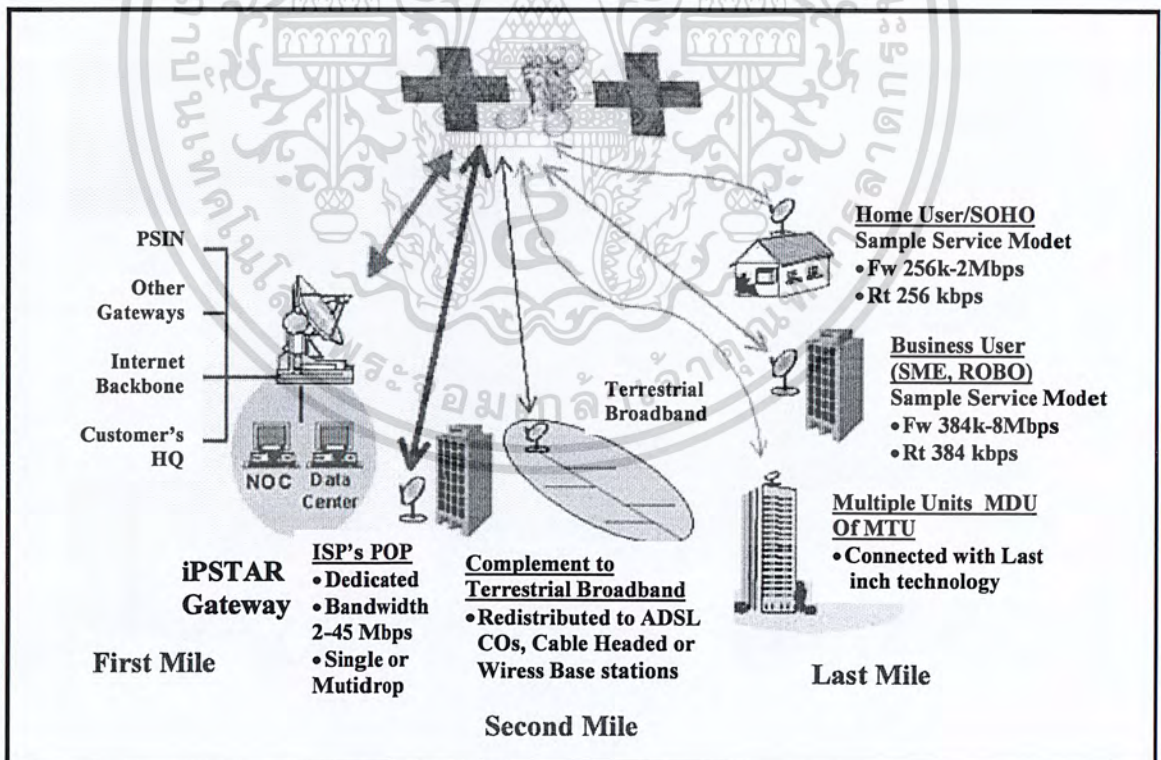 PSIN
Other
Gateways
Internet
Backbone
Customer's
HQ
NOC Data
Center
iPSTAR
Gateway
First Mile
ISP's POP
•Dedicated
•Bandwidth
2-45 Mbps
•Single or
Mutidrop
Terrestrial
Broadband
Complement to
Terrestrial Broadband
•Redistributed to ADSL
COs, Cable Headed or
Wiress Base stations
Second Mile
Home User/SOHO
Sample Service Modet
•Fw 256k-2Mbps
•Rt 256 kbps
Business User
(SME, ROBO)
Sample Service Modet
•Fw 384k-8Mbps
•Rt 384 kbps
Multiple Units MDU
Of MTU
•Connected with Last
inch technology
Last Mile